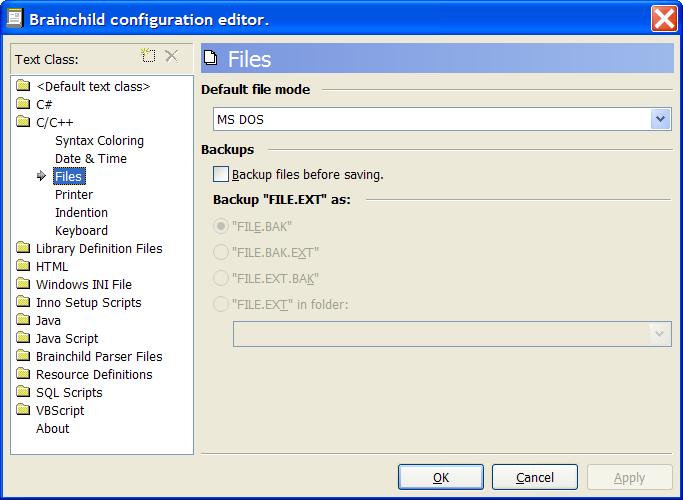 Brainchild configuration editor.
Text Class:
<Default text class>
C#
C/C++
Syntax Coloring
Date & Time
Files
Printer
Indention
Keyboard
Library Definition Files
HTML
Windows INI File
Inno Setup Scripts
Java
Java Script
Brainchild Parser Files
Resource Definitions
SQL Scripts
VBScript
About
Files
Default file mode
MS DOS
Backups
Backup files before saving.
Backup "FILE.EXT" as:
"FILE.BAK"
"FILE.BAK.EXT"
"FILE.EXT.BAK"
"FILE.EXT" in folder:
OK
Cancel
Apply